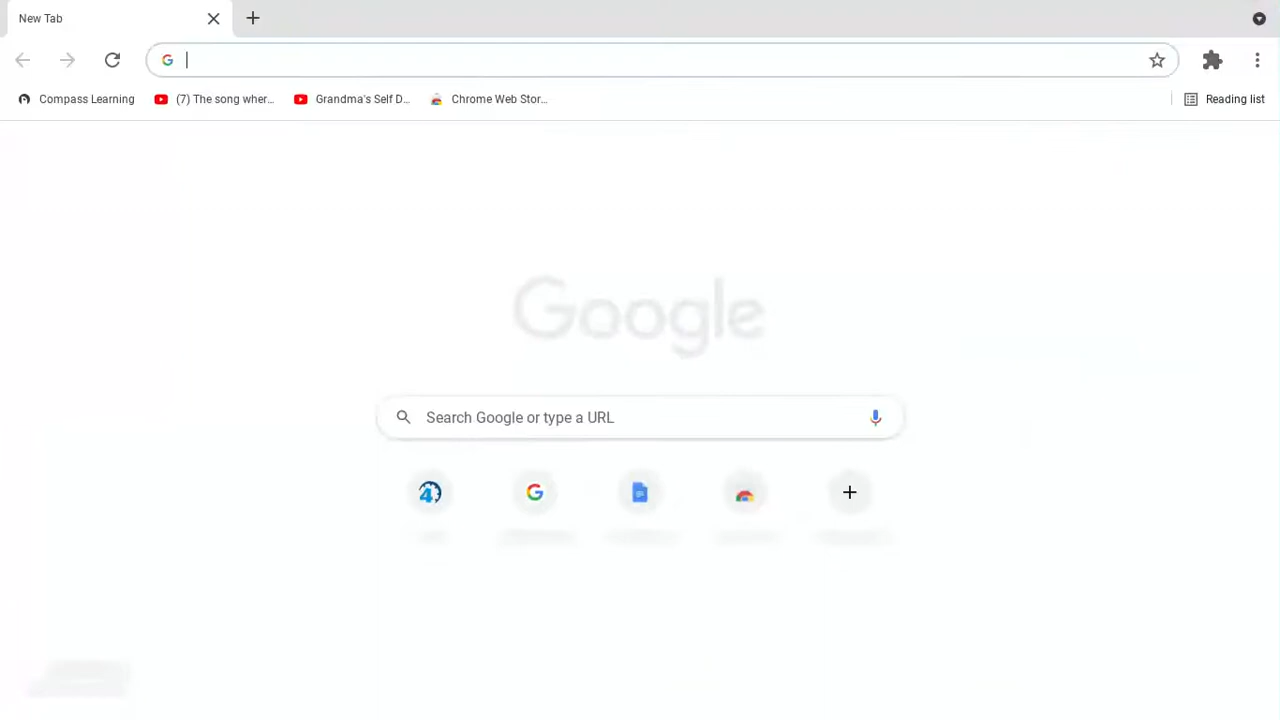 New Tab
Compass Learning
(7) The song wher...
Grandma's Self D...
Chrome Web Stor...
Reading list
Google
Search Google or type a URL